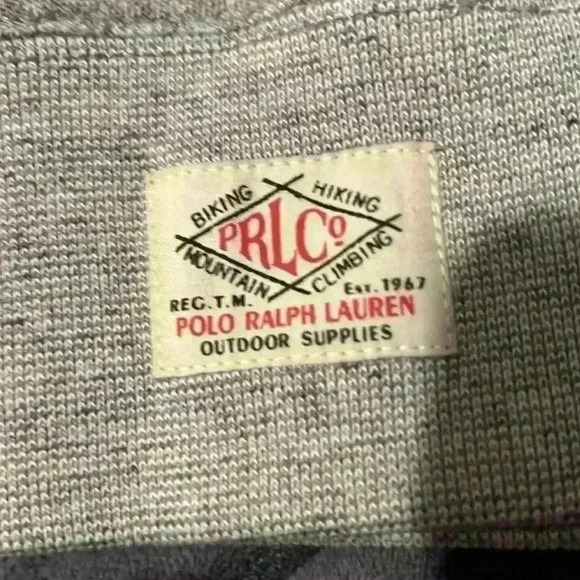 BIKING HIKING
PRLCo
MOUNTAIN CLIMBING
REG.T.M. EST. 1967
POLO RALPH LAUREN
OUTDOOR SUPPLIES